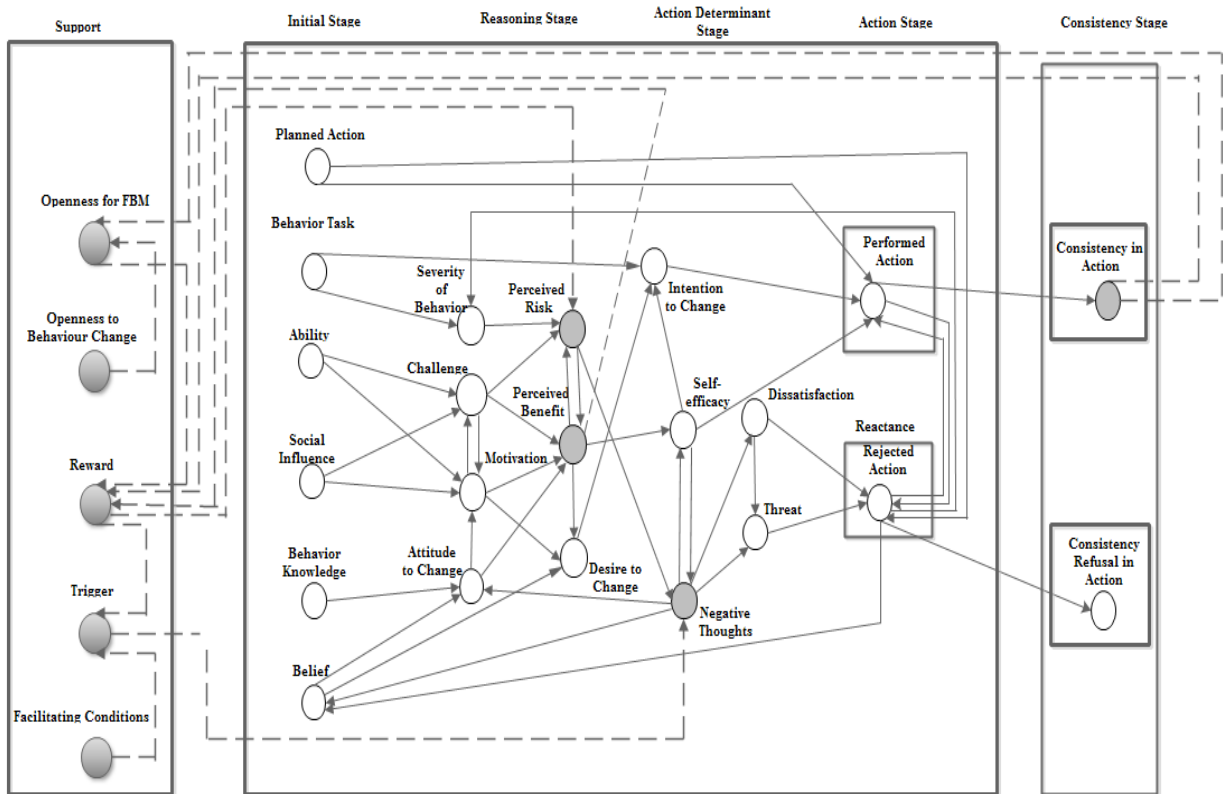 Support
Initial Stage
Reasoning Stage
Action Determinant
Stage
Action Stage
Consistency Stage
Openness for FBM
Openness to
Behaviour Change
Reward
Trigger
Facilitating Conditions
Planned Action
Behavior Task
Ability
Social
Influence
Behavior
Knowledge
Belief
Severity
of
Behavior
Challenge
Motivation
Attitude
to Change
Perceived
Risk
Perceived
Benefit
Desire to
Change
Intention
to Change
Self-
efficacy
Negative
Thoughts
Dissatisfaction
Threat
Performed
Action
Reactance
Rejected
Action
Consistency in
Action
Consistency
Refusal in
Action